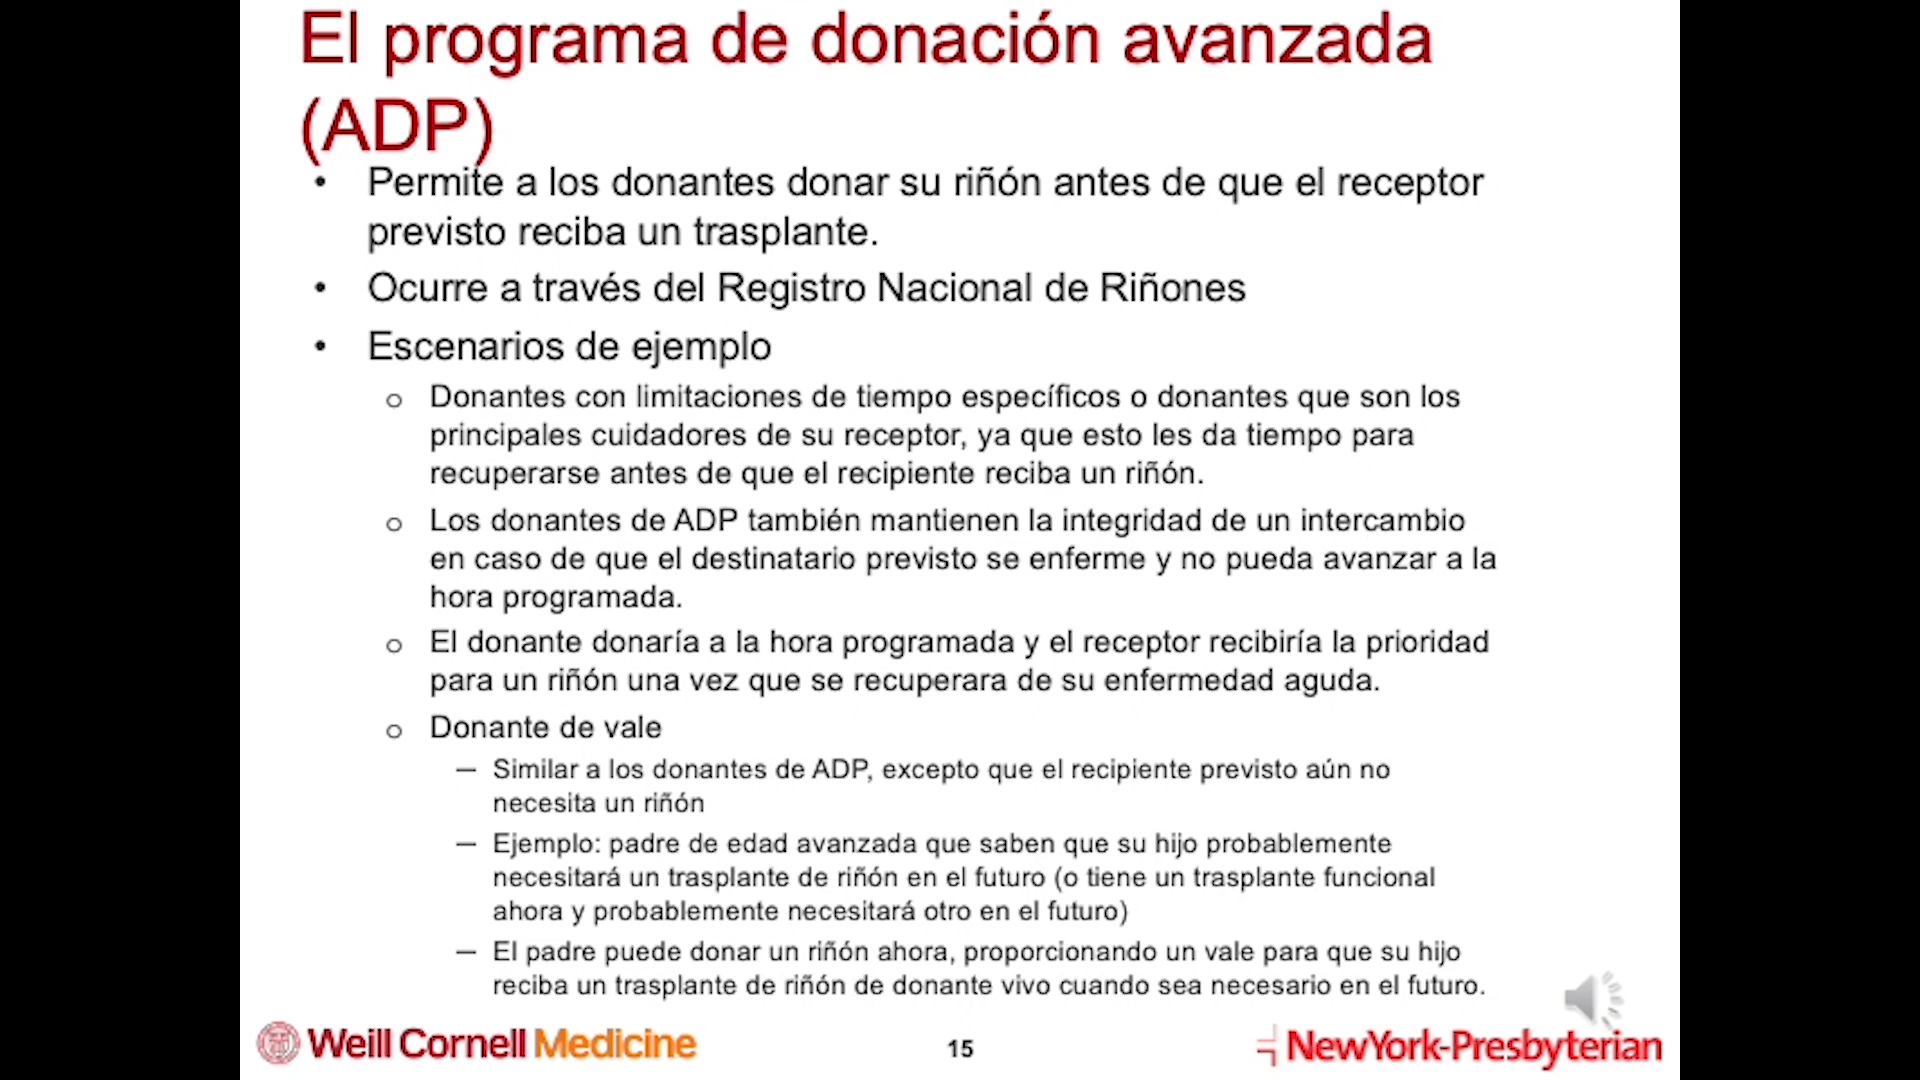 El programa de donación avanzada
(ADP)
• Permite a los donantes donar su riñón antes de que el receptor
previsto reciba un trasplante.
• Ocurre a través del Registro Nacional de Riñones
• Escenarios de ejemplo
o Donantes con limitaciones de tiempo específicos o donantes que son los
principales cuidadores de su receptor, ya que esto les da tiempo para
recuperarse antes de que el recipiente reciba un riñón.
o Los donantes de ADP también mantienen la integridad de un intercambio
en caso de que el destinatario previsto se enferme y no pueda avanzar a la
hora programada.
o El donante donaría a la hora programada y el receptor recibiría la prioridad
para un riñón una vez que se recuperara de su enfermedad aguda.
o Donante de vale
— Similar a los donantes de ADP, excepto que el recipiente previsto aún no
necesita un riñón
— Ejemplo: padre de edad avanzada que saben que su hijo probablemente
necesitará un trasplante de riñón en el futuro (o tiene un trasplante funcional
ahora y probablemente necesitará otro en el futuro)
— El padre puede donar un riñón ahora, proporcionando un vale para que su hijo
reciba un trasplante de riñón de donante vivo cuando sea necesario en el futuro.
Weill Cornell Medicine
15
NewYork-Presbyterian